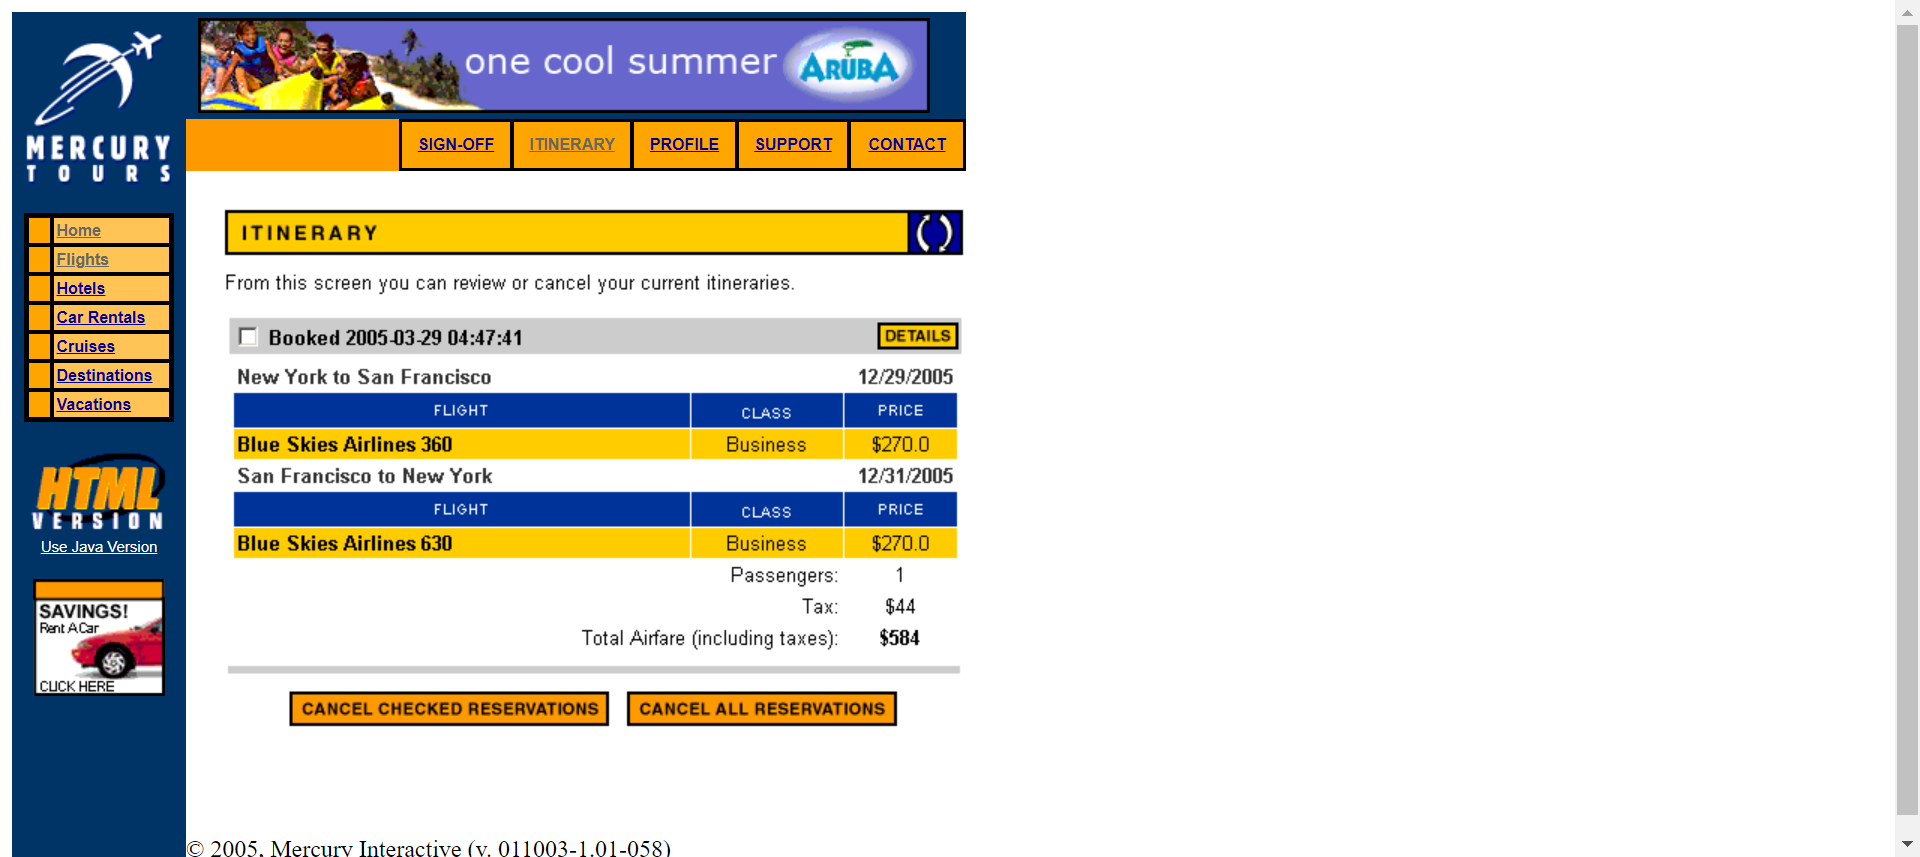 MERCURY
TOURS
one cool summer ARUBA
SIGN-OFF ITINERARY PROFILE SUPPORT CONTACT
Home
Flights
Hotels
Car Rentals
Cruises
Destinations
Vacations
HTML
VERSION
Use Java Version
SAVINGS!
Rent A Car
CLICK HERE
ITINERARY
From this screen you can review or cancel your current itineraries.
Booked 2005-03-29 04:47:41 DETAILS
New York to San Francisco 12/29/2005
FLIGHT CLASS PRICE
Blue Skies Airlines 360 Business $270.0
San Francisco to New York 12/31/2005
FLIGHT CLASS PRICE
Blue Skies Airlines 630 Business $270.0
Passengers: 1
Tax: $44
Total Airfare (including taxes): $584
CANCEL CHECKED RESERVATIONS CANCEL ALL RESERVATIONS
© 2005, Mercury Interactive (v. 011003-1.01-058)